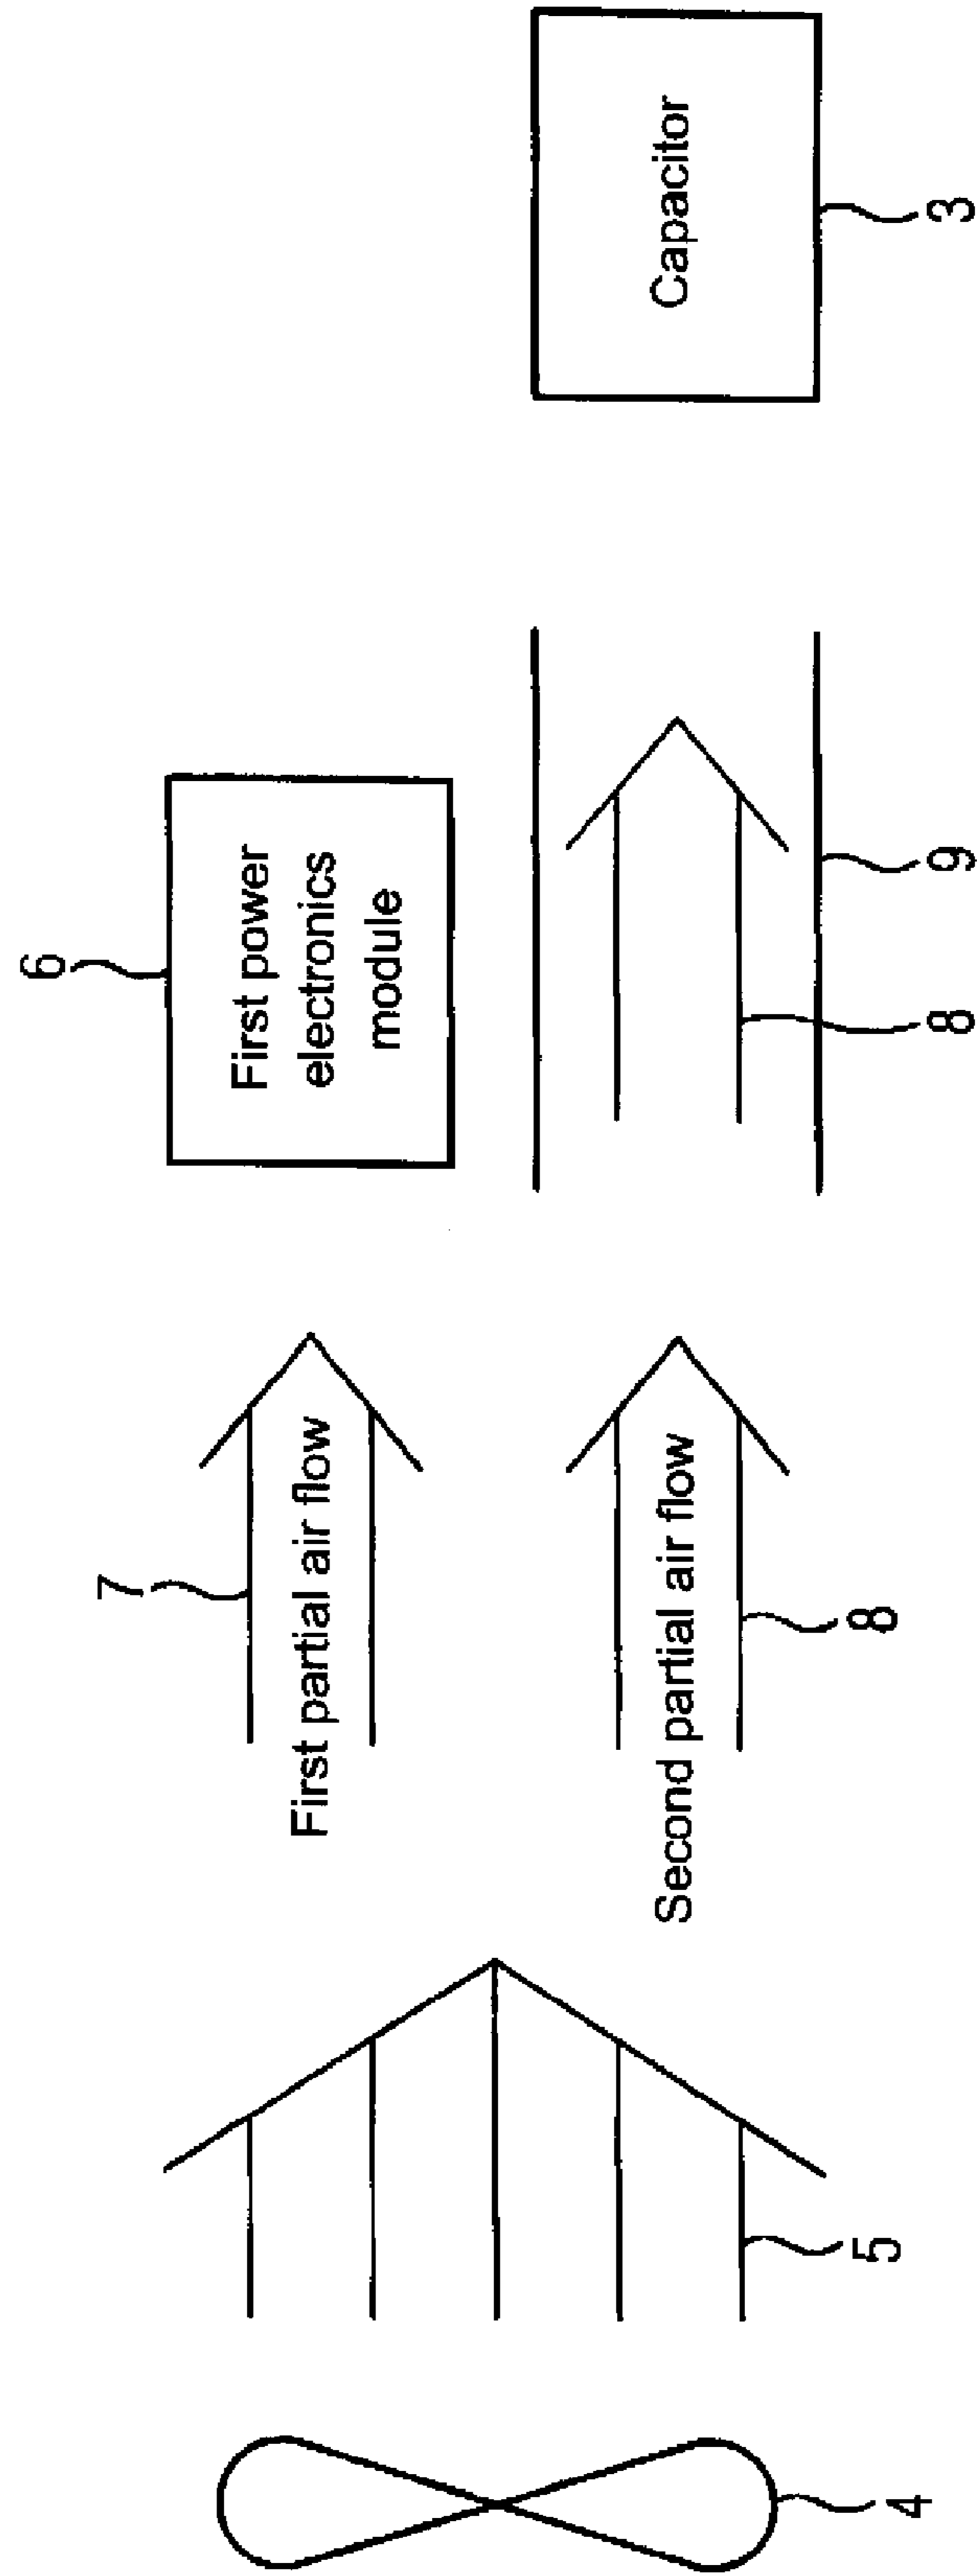 4
5
7
First partial air flow
Second partial air flow
8
6
First power
electronics
module
8
9
Capacitor
3